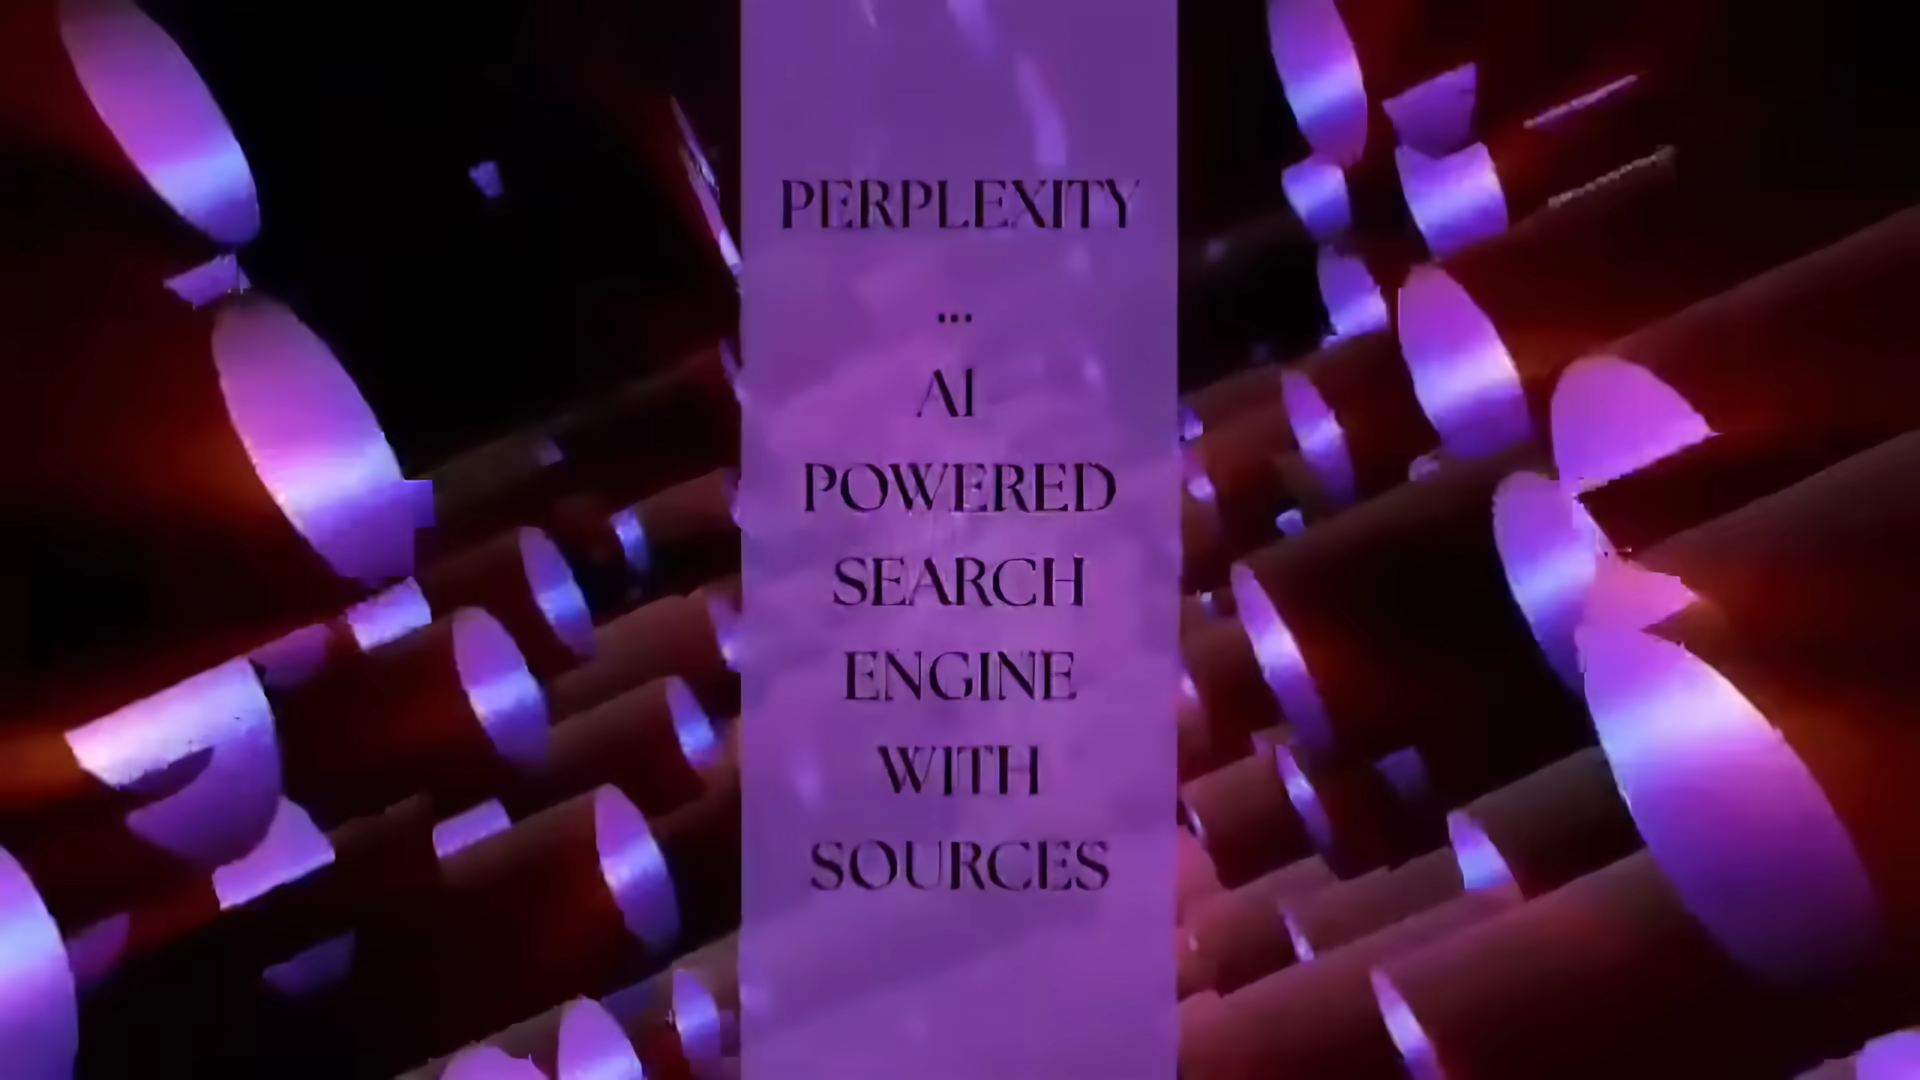 PERPLEXITY
...
AI
POWERED
SEARCH
ENGINE
WITH
SOURCES